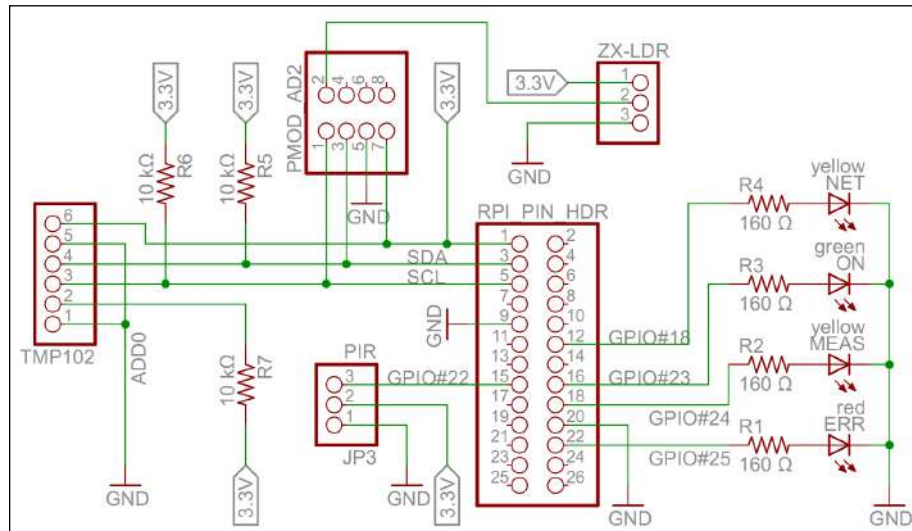 ZX-LDR
3.3V
1
2
3
GND
PMOD AD2
2 4 6 8
1 3 5 7
GND
3.3V
3.3V
3.3V
10 kΩ
R6
10 kΩ
R5
6
5
4
3
2
1
TMP102
ADD0
GND
SDA
SCL
10 kΩ
R7
3.3V
RPI PIN HDR
1 2
3 4
5 6
7 8
9 10
11 12
13 14
15 16
17 18
19 20
21 22
23 24
25 26
GND
PIR
3
2
1
JP3
GPIO#22
GND
3.3V
GPIO#18
GPIO#23
GPIO#24
GPIO#25
GND
R4
160 Ω
yellow
NET
R3
160 Ω
green
ON
R2
160 Ω
yellow
MEAS
R1
160 Ω
red
ERR
GND